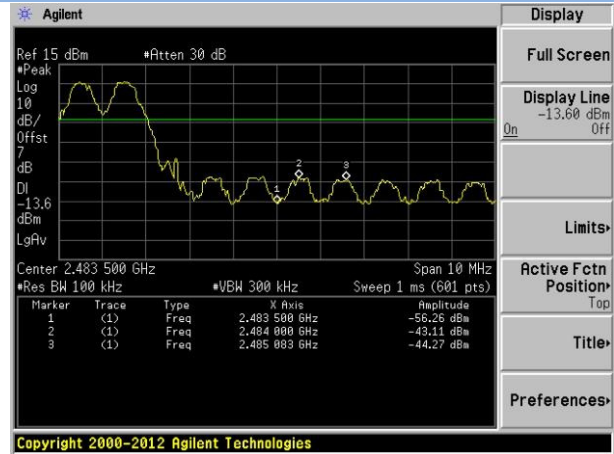 Agilent
Display
Ref 15 dBm #Atten 30 dB
#Peak
Log
10
dB/
Offst
7
dB
DI
-13.6
dBm
LgAv
1
2
3
Center 2.483 500 GHz Span 10 MHz
#Res BW 100 kHz #VBW 300 kHz Sweep 1 ms (601 pts)
Marker Trace Type X Axis Amplitude
1 (1) Freq 2.483 500 GHz -56.26 dBm
2 (1) Freq 2.484 000 GHz -43.11 dBm
3 (1) Freq 2.485 083 GHz -44.27 dBm
Full Screen
Display Line
-13.60 dBm
On Off
Limits
Active Fctn
Position
Top
Title
Preferences
Copyright 2000-2012 Agilent Technologies